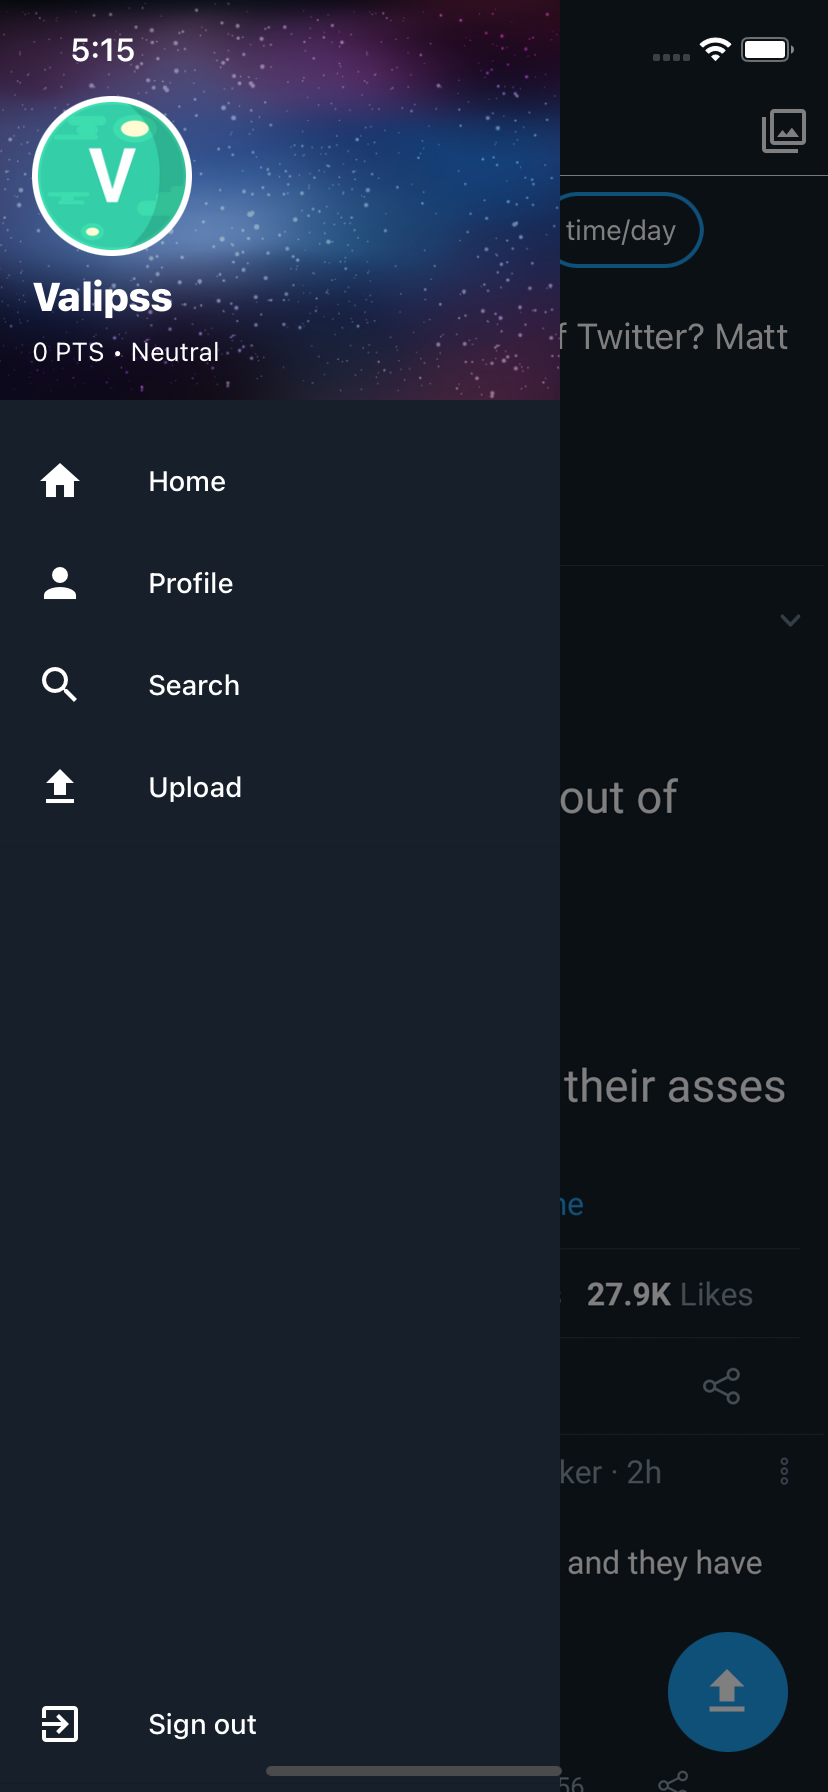 5:15
V
Valipss
0 PTS • Neutral
time/day
f Twitter? Matt
Home
Profile
Search
Upload
out of
their asses
27.9K Likes
ker · 2h
and they have
Sign out
56